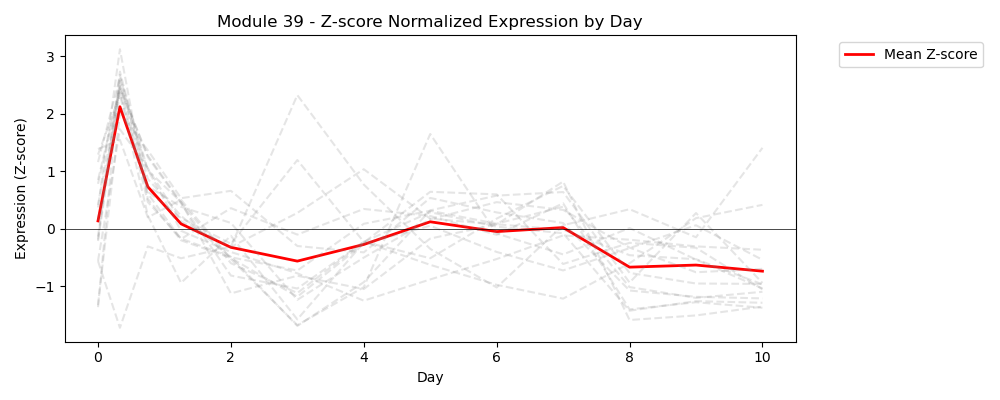 Module 39 - Z-score Normalized Expression by Day
Mean Z-score
Expression (Z-score)
3
2
1
0
−1
0 2 4 6 8 10
Day